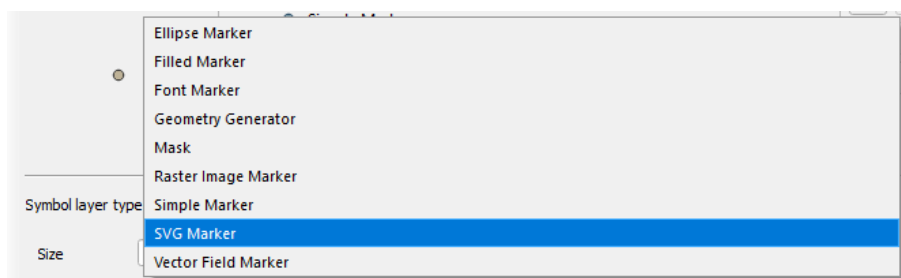 Ellipse Marker
Filled Marker
Font Marker
Geometry Generator
Mask
Raster Image Marker
Symbol layer type
Simple Marker
SVG Marker
Size
Vector Field Marker